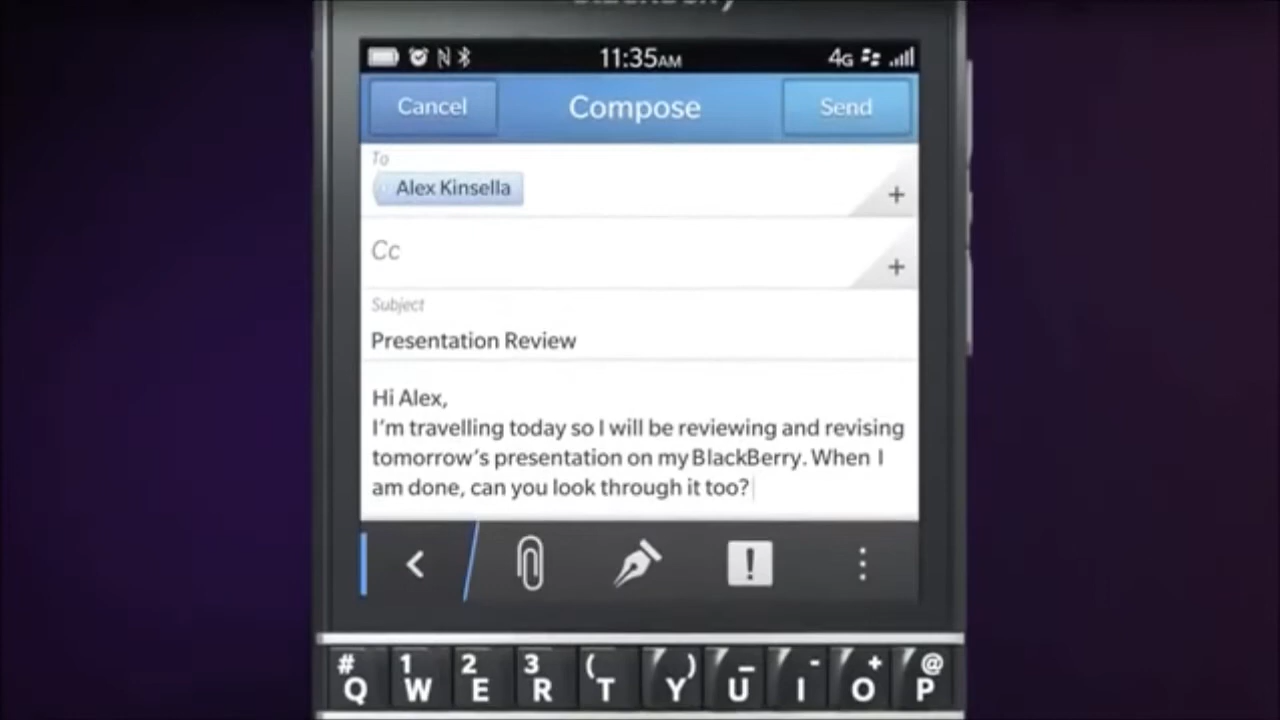 BlackBerry
11:35AM 4G
Cancel Compose Send
To
Alex Kinsella +
Cc +
Subject
Presentation Review
Hi Alex,
I'm travelling today so I will be reviewing and revising
tomorrow's presentation on my BlackBerry. When I
am done, can you look through it too?
# 1 2 3 ( ) _ - + @
Q W E R T Y U I O P